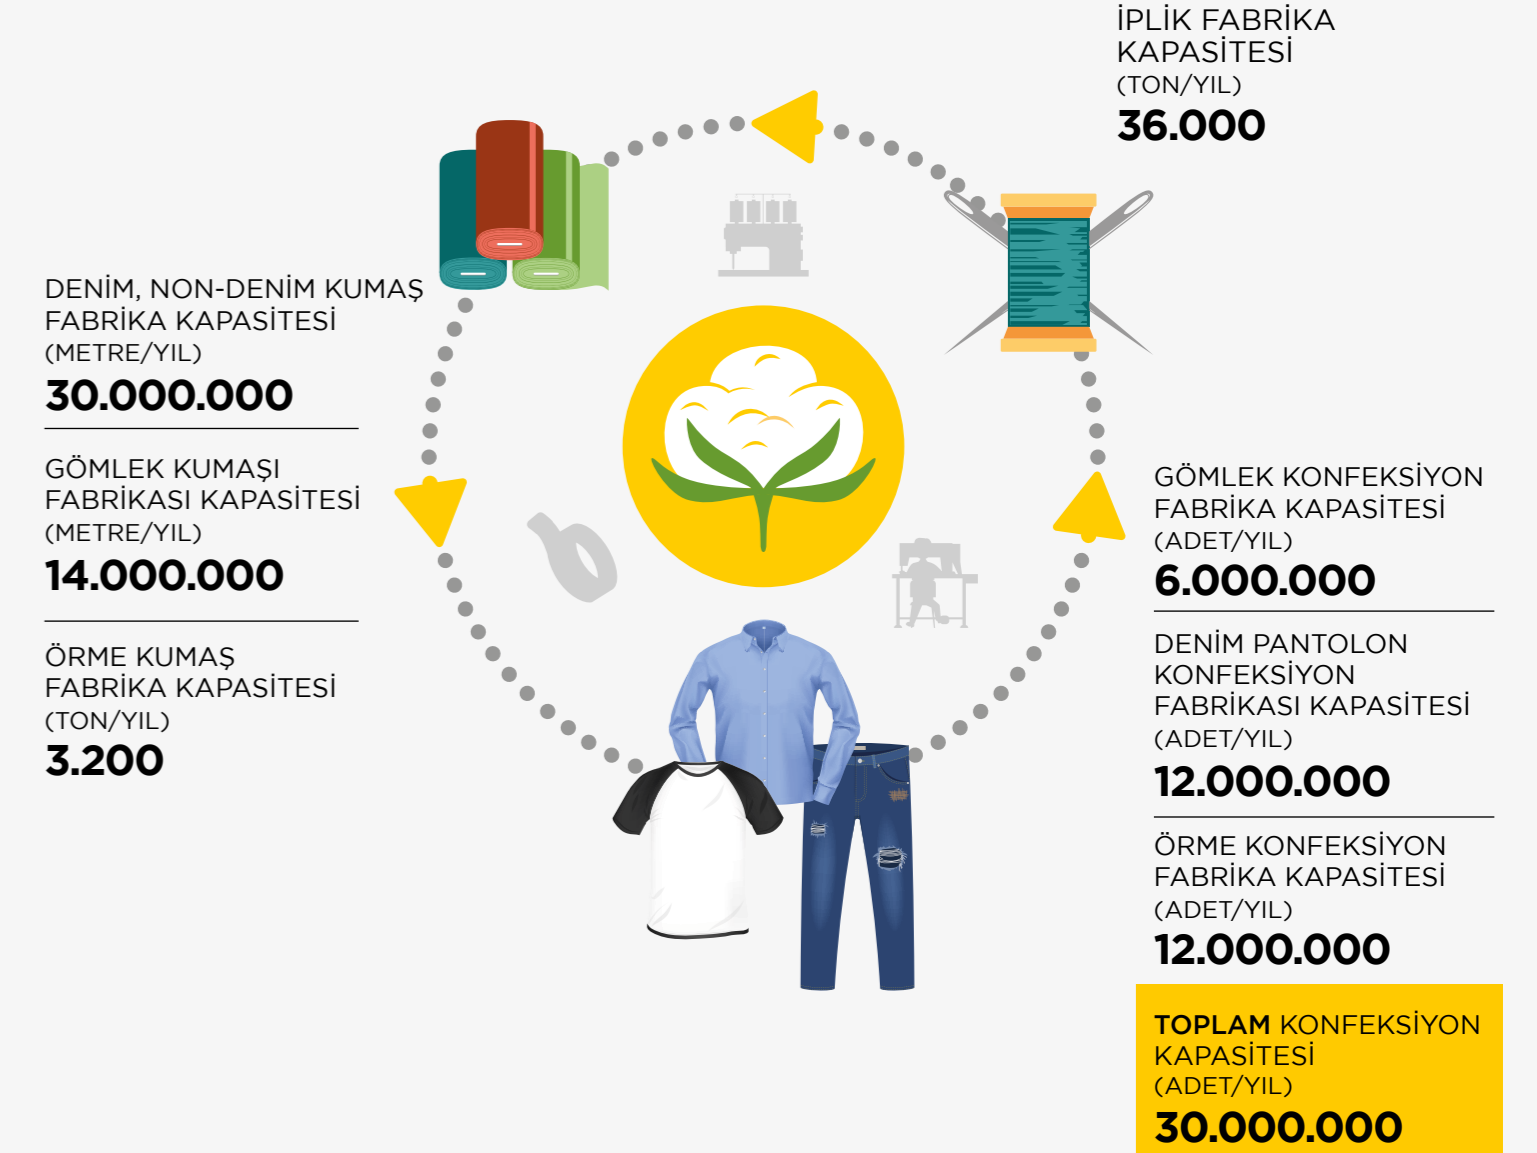 İPLİK FABRİKA
KAPASİTESİ
(TON/YIL)
36.000
DENİM, NON-DENİM KUMAŞ
FABRİKA KAPASİTESİ
(METRE/YIL)
30.000.000
GÖMLEK KUMAŞI
FABRİKASI KAPASİTESİ
(METRE/YIL)
14.000.000
ÖRME KUMAŞ
FABRİKA KAPASİTESİ
(TON/YIL)
3.200
GÖMLEK KONFEKSİYON
FABRİKA KAPASİTESİ
(ADET/YIL)
6.000.000
DENİM PANTOLON
KONFEKSİYON
FABRİKASI KAPASİTESİ
(ADET/YIL)
12.000.000
ÖRME KONFEKSİYON
FABRİKA KAPASİTESİ
(ADET/YIL)
12.000.000
TOPLAM KONFEKSİYON
KAPASİTESİ
(ADET/YIL)
30.000.000